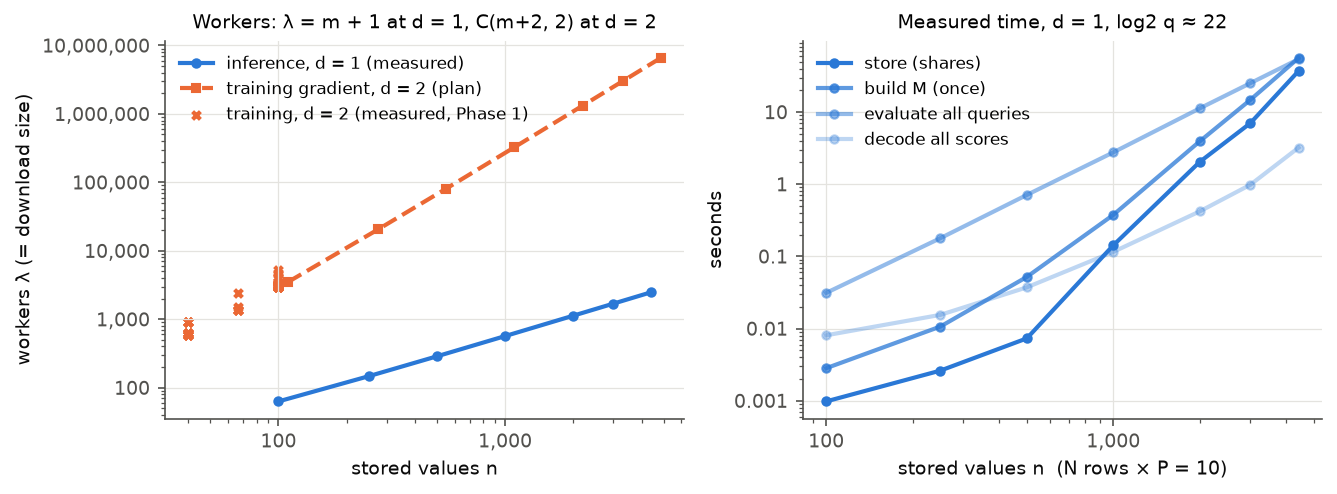 Workers: λ = m + 1 at d = 1, C(m+2, 2) at d = 2
workers λ (= download size)
10,000,000
1,000,000
100,000
10,000
1,000
100
inference, d = 1 (measured)
training gradient, d = 2 (plan)
training, d = 2 (measured, Phase 1)
100
1,000
stored values n
Measured time, d = 1, log2 q ≈ 22
seconds
10
1
0.1
0.01
0.001
store (shares)
build M (once)
evaluate all queries
decode all scores
100
1,000
stored values n (N rows × P = 10)